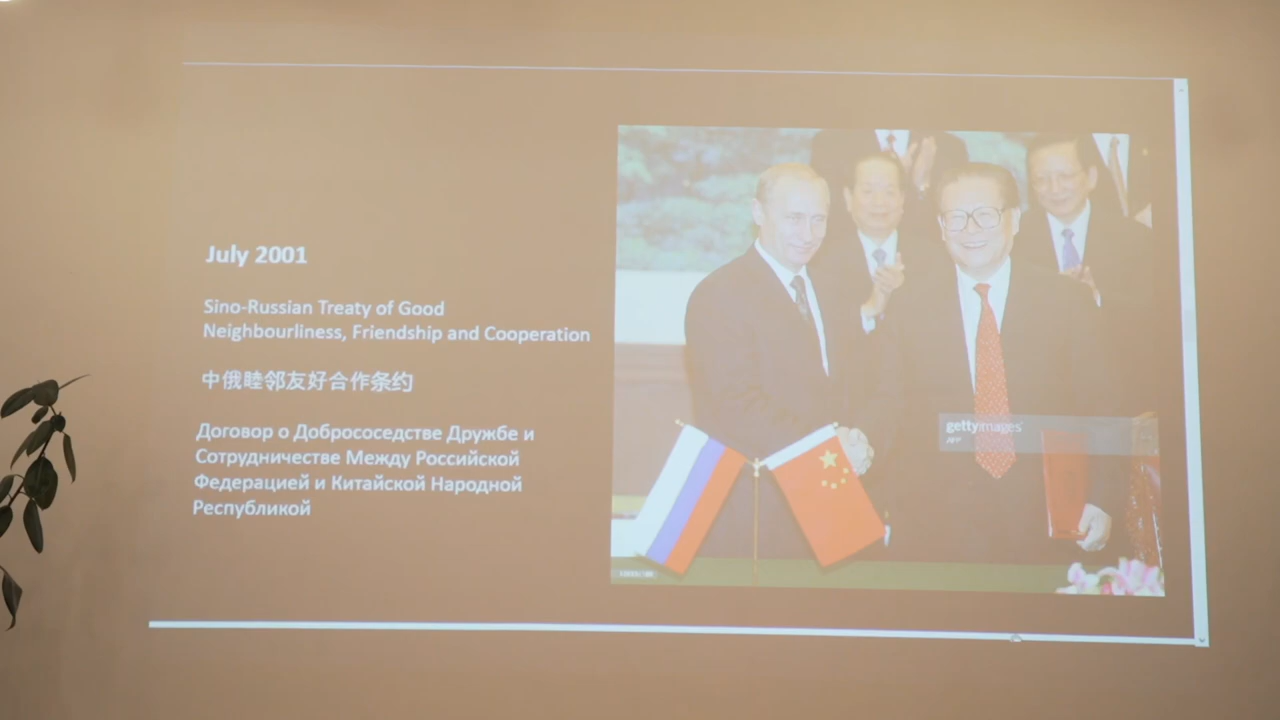 July 2001
Sino-Russian Treaty of Good
Neighbourliness, Friendship and Cooperation
中俄睦邻友好合作条约
Договор о Добрососедстве Дружбе и
Сотрудничестве Между Российской
Федерацией и Китайской Народной
Республикой
gettyimages
AFP